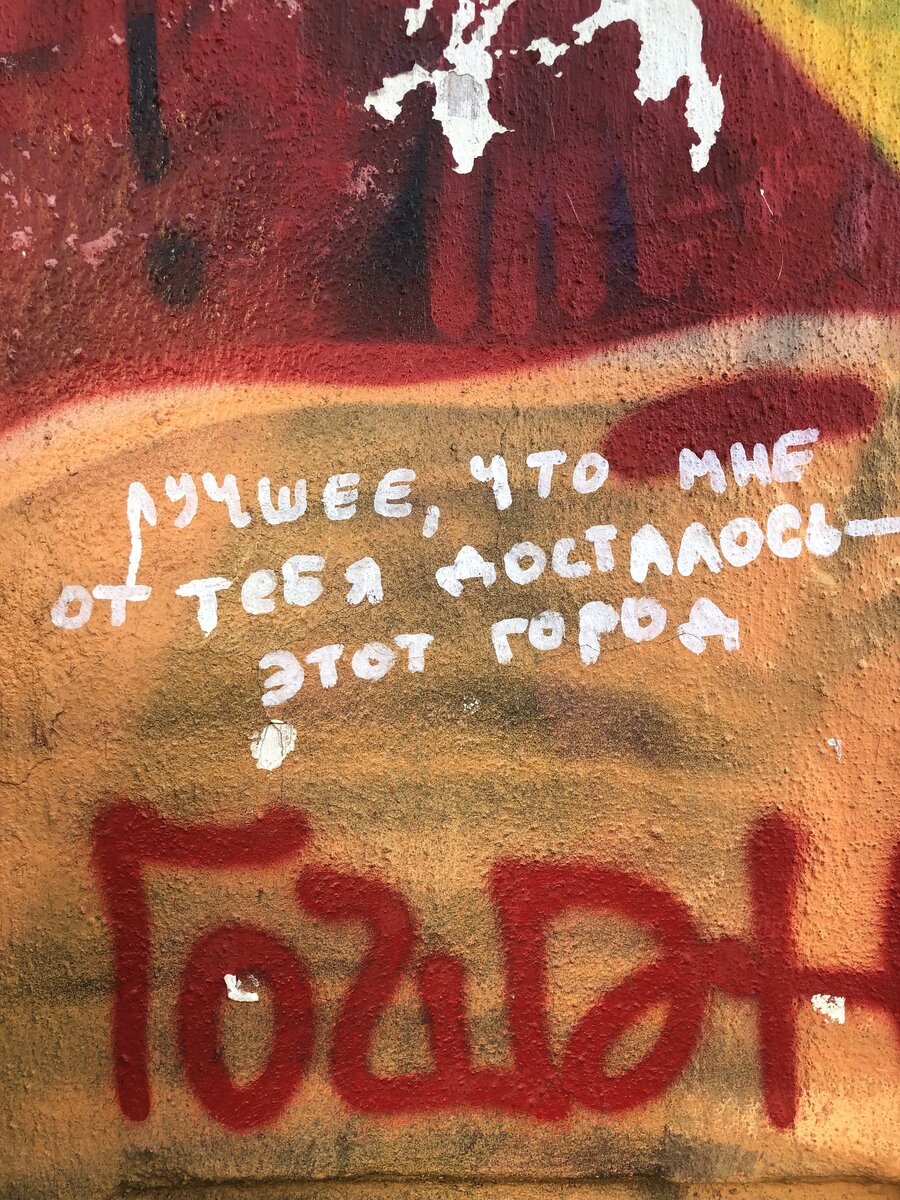 лучшее, что мне
от тебя досталось—
этот город